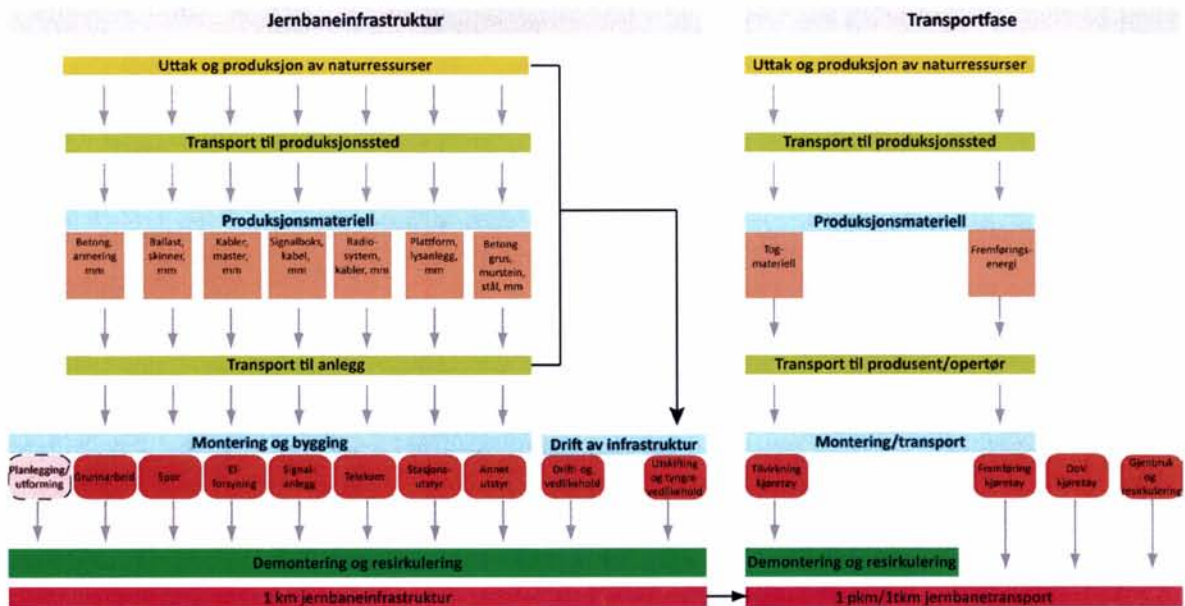 Jernbaneinfrastruktur
Transportfase
Uttak og produksjon av naturressurser
Uttak og produksjon av naturressurser
Transport til produksjonssted
Transport til produksjonssted
Produksjonsmateriell
Produksjonsmateriell
Betong,
armering
mm
Ballast,
skinner,
mm
Kabler,
master,
mm
Signalboks,
kabel,
mm
Radio-
system,
kabler, mm
Plattform,
lysanlegg,
mm
Betong
grus,
murstein,
stål, mm
Tog-
materiell
Fremførings-
energi
Transport til anlegg
Transport til produsent/opertør
Montering og bygging
Drift av infrastruktur
Montering/transport
Planlegging/
utforming
Grunnarbeid
Spor
El-
forsyning
Signal-
anlegg
Telekom
Stasjons-
utstyr
Annet
utstyr
Drift- og
vedlikehold
Utskifting
og tyngre
vedlikehold
Tilvirkning
kjøretøy
Fremføring
kjøretøy
DoV
kjøretøy
Gjenbruk
og
resirkulering
Demontering og resirkulering
Demontering og resirkulering
1 km jernbaneinfrastruktur
1 pkm/1tkm jernbanetransport